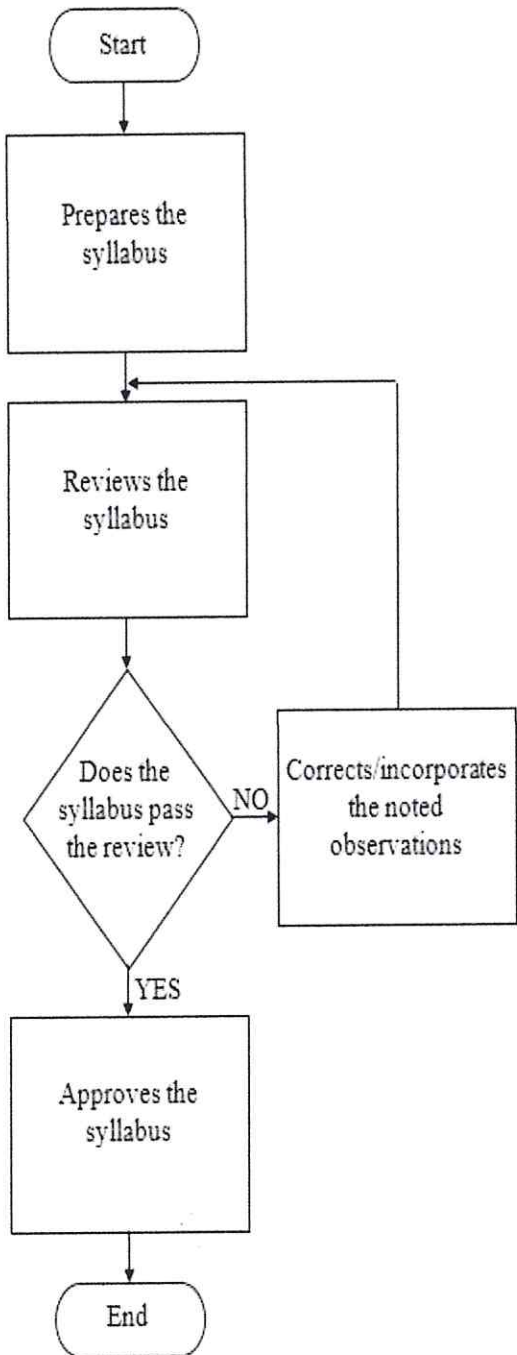 Start
Prepares the
syllabus
Reviews the
syllabus
Does the
syllabus pass
the review?
NO
Corrects/incorporates
the noted
observations
YES
Approves the
syllabus
End